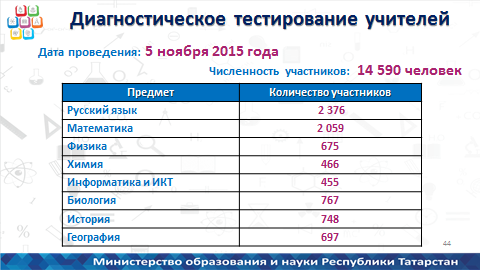 Диагностическое тестирование учителей
Дата проведения: 5 ноября 2015 года
Численность участников: 14 590 человек
Предмет Количество участников
Русский язык 2 376
Математика 2 059
Физика 675
Химия 466
Информатика и ИКТ 455
Биология 767
История 748
География 697
44
Министерство образования и науки Республики Татарстан